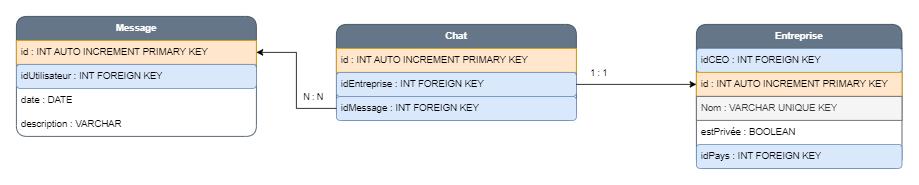 Message
id : INT AUTO INCREMENT PRIMARY KEY
idUtilisateur : INT FOREIGN KEY
date : DATE
description : VARCHAR
N : N
Chat
id : INT AUTO INCREMENT PRIMARY KEY
idEntreprise : INT FOREIGN KEY
idMessage : INT FOREIGN KEY
1 : 1
Entreprise
idCEO : INT FOREIGN KEY
id : INT AUTO INCREMENT PRIMARY KEY
Nom : VARCHAR UNIQUE KEY
estPrivée : BOOLEAN
idPays : INT FOREIGN KEY